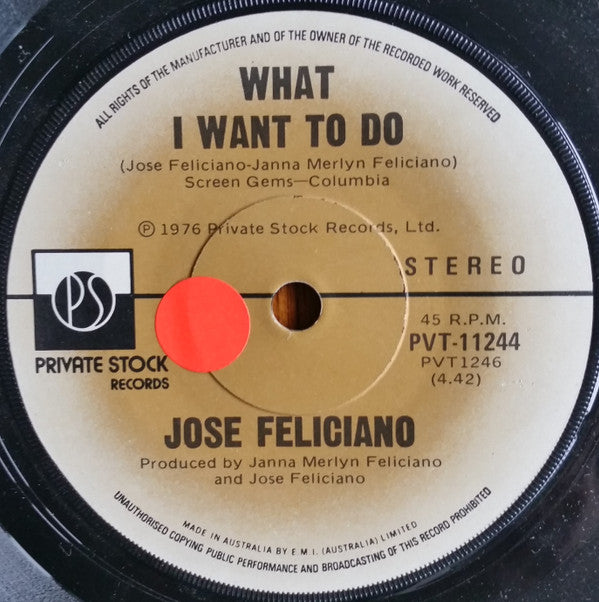 ALL RIGHTS OF THE MANUFACTURER AND OF THE OWNER OF THE RECORDED WORK RESERVED
WHAT
I WANT TO DO
(Jose Feliciano-Janna Merlyn Feliciano)
Screen Gems—Columbia
℗ 1976 Private Stock Records, Ltd.
STEREO
PS
PRIVATE STOCK
RECORDS
45 R.P.M.
PVT-11244
PVT1246
(4.42)
JOSE FELICIANO
Produced by Janna Merlyn Feliciano
and Jose Feliciano
MADE IN AUSTRALIA BY E.M.I. (AUSTRALIA) LIMITED
UNAUTHORISED COPYING PUBLIC PERFORMANCE AND BROADCASTING OF THIS RECORD PROHIBITED